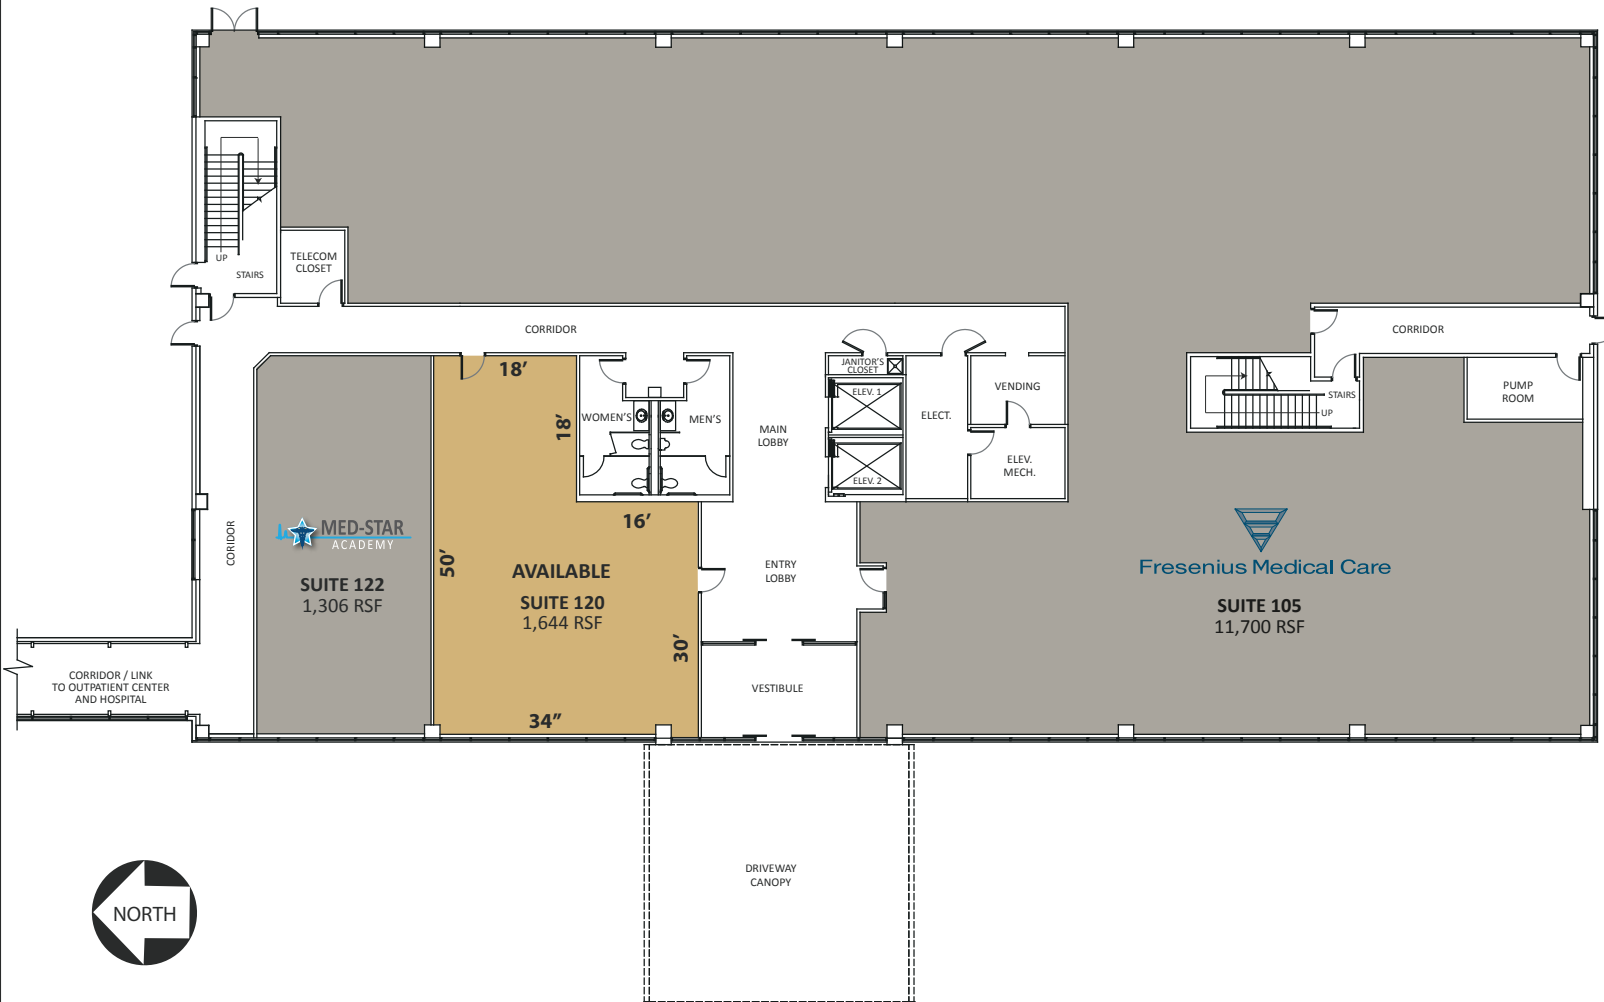 UP
STAIRS
TELECOM
CLOSET
CORRIDOR
CORRIDOR
18'
18'
WOMEN'S
MEN'S
MAIN
LOBBY
JANITOR'S
CLOSET
ELEV. 1
ELEV. 2
ELECT.
VENDING
ELEV.
MECH.
STAIRS
UP
PUMP
ROOM
CORIDOR
MED-STAR
ACADEMY
SUITE 122
1,306 RSF
50'
16'
AVAILABLE
SUITE 120
1,644 RSF
30'
34”
ENTRY
LOBBY
VESTIBULE
Fresenius Medical Care
SUITE 105
11,700 RSF
CORRIDOR / LINK
TO OUTPATIENT CENTER
AND HOSPITAL
DRIVEWAY
CANOPY
NORTH